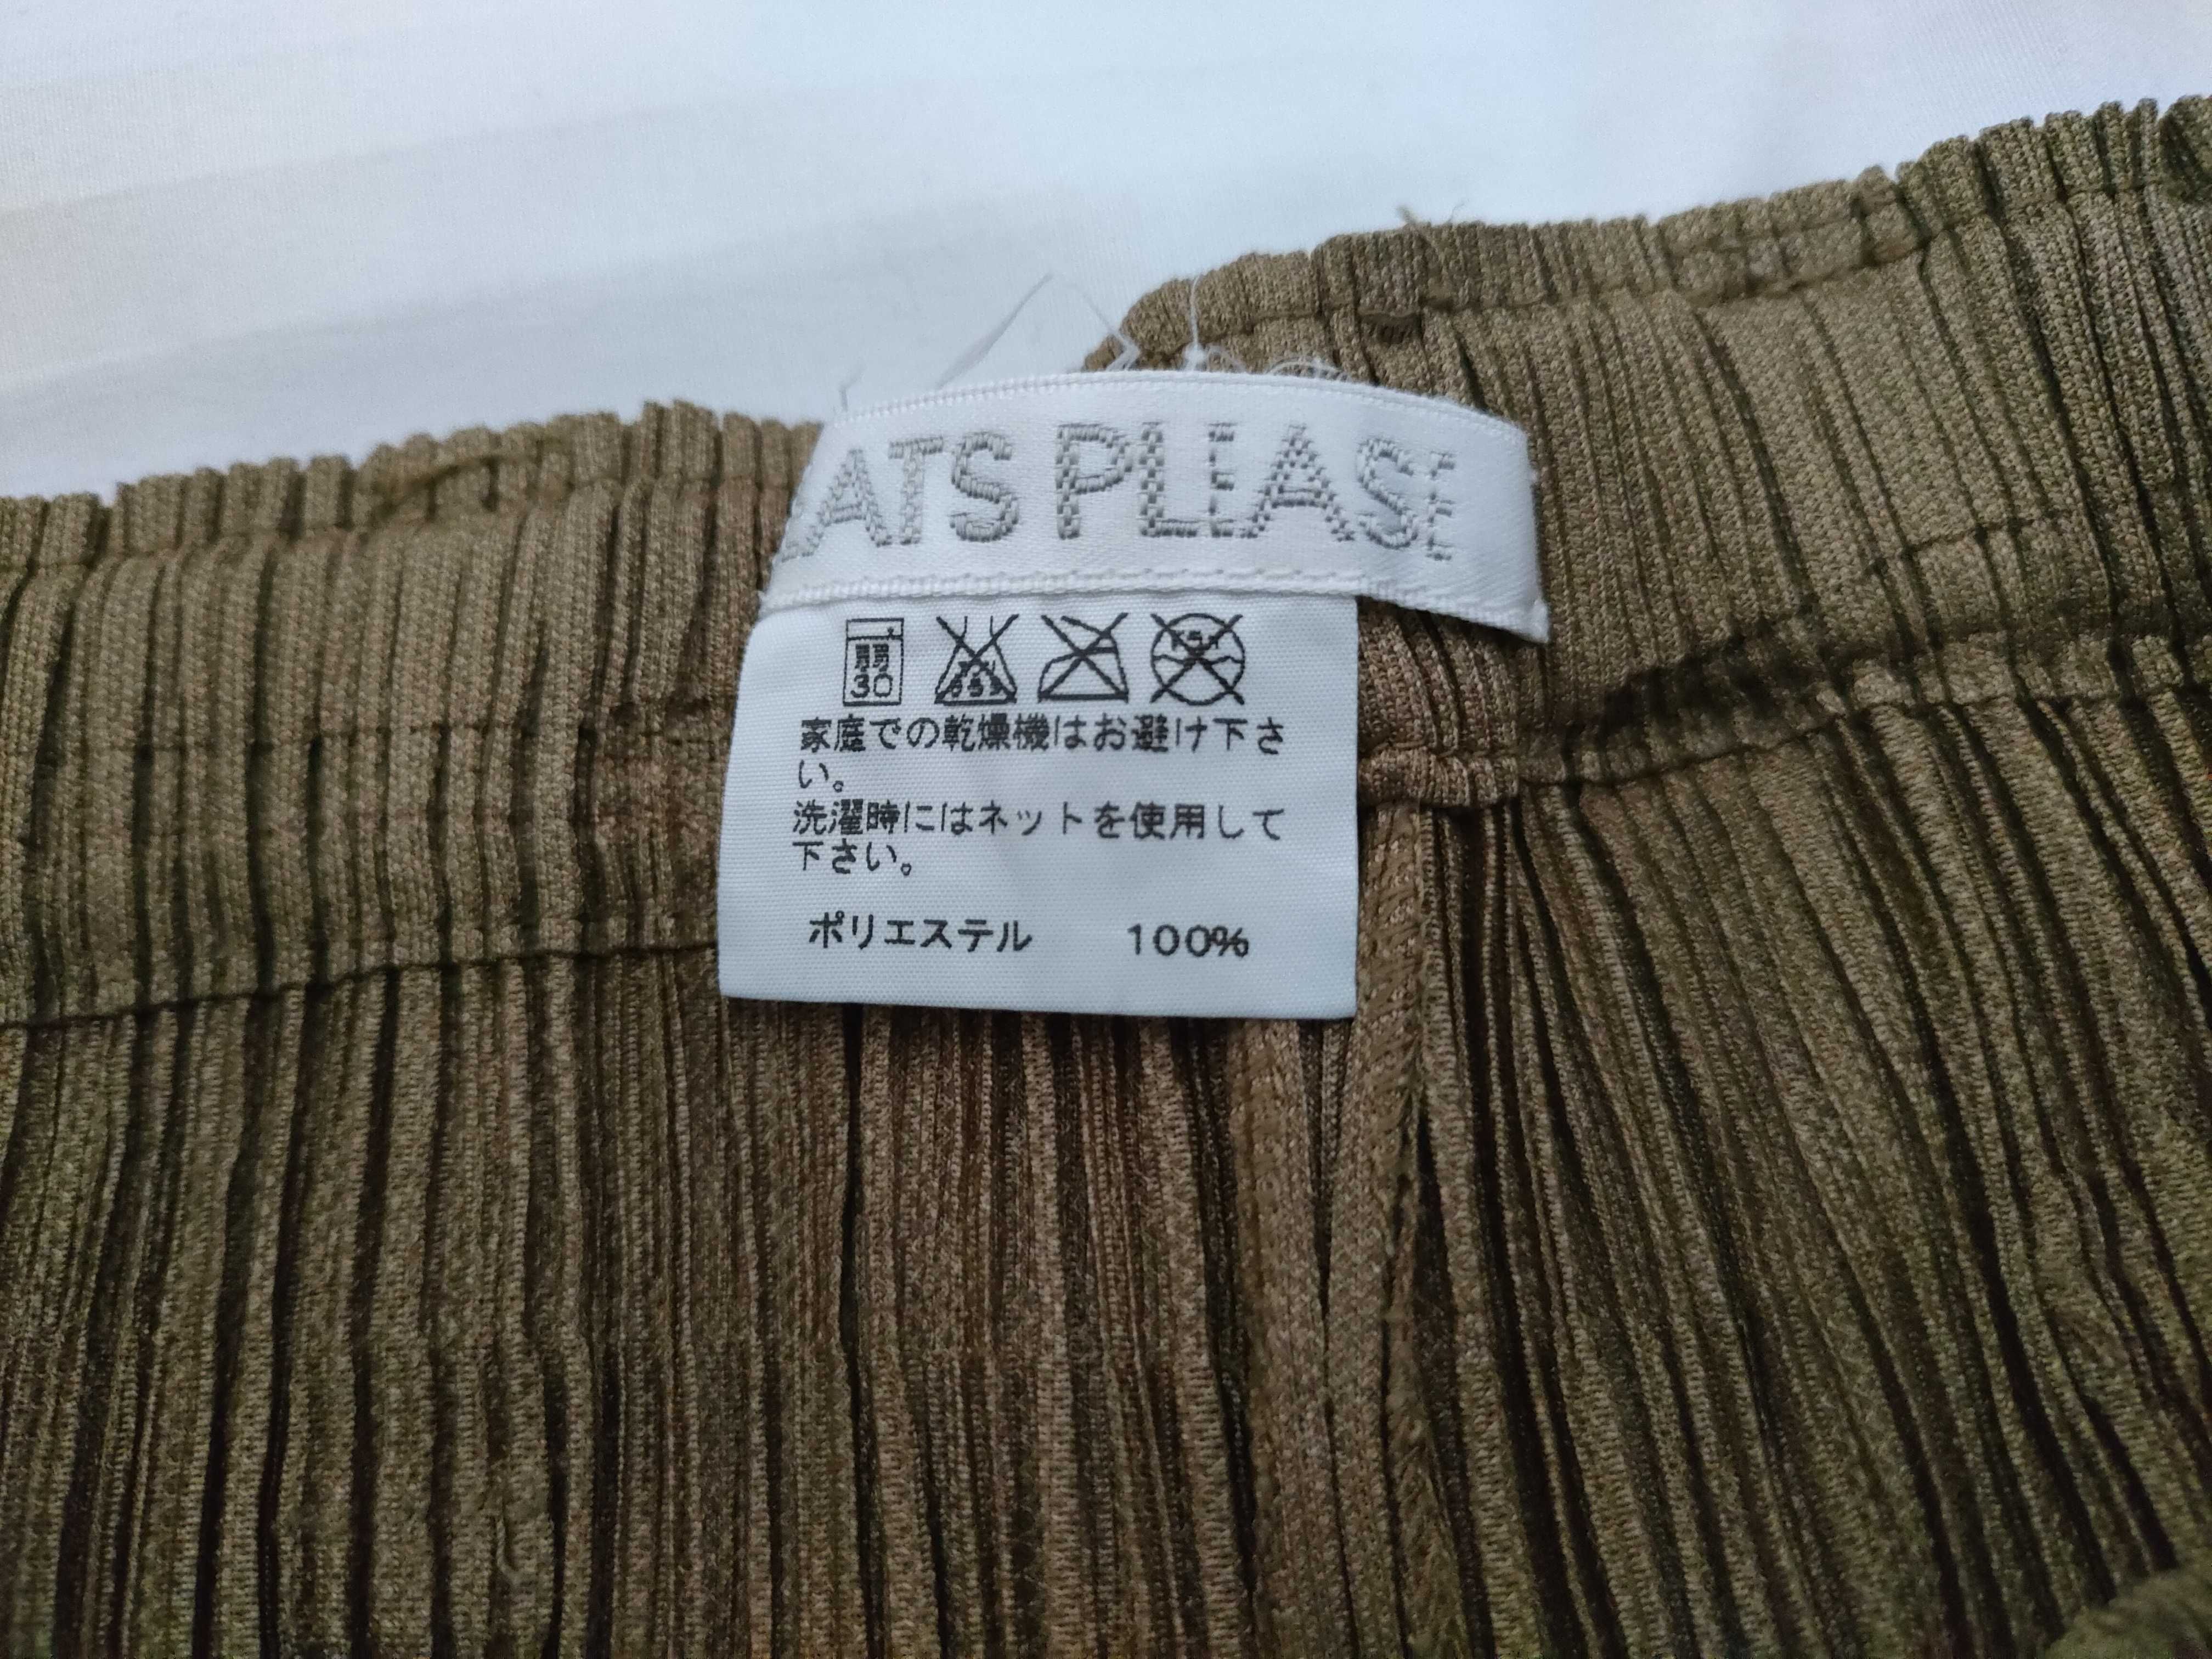 EATS PLEASE
弱
30
家庭での乾燥機はお避け下さ
い。
洗濯時にはネットを使用して
下さい。
ポリエステル 100%